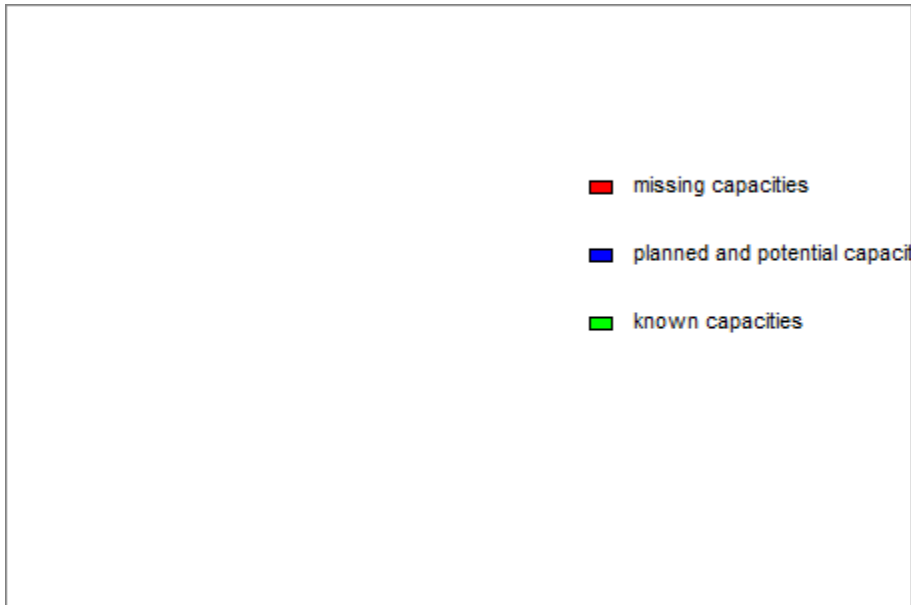 missing capacities
planned and potential capacit
known capacities